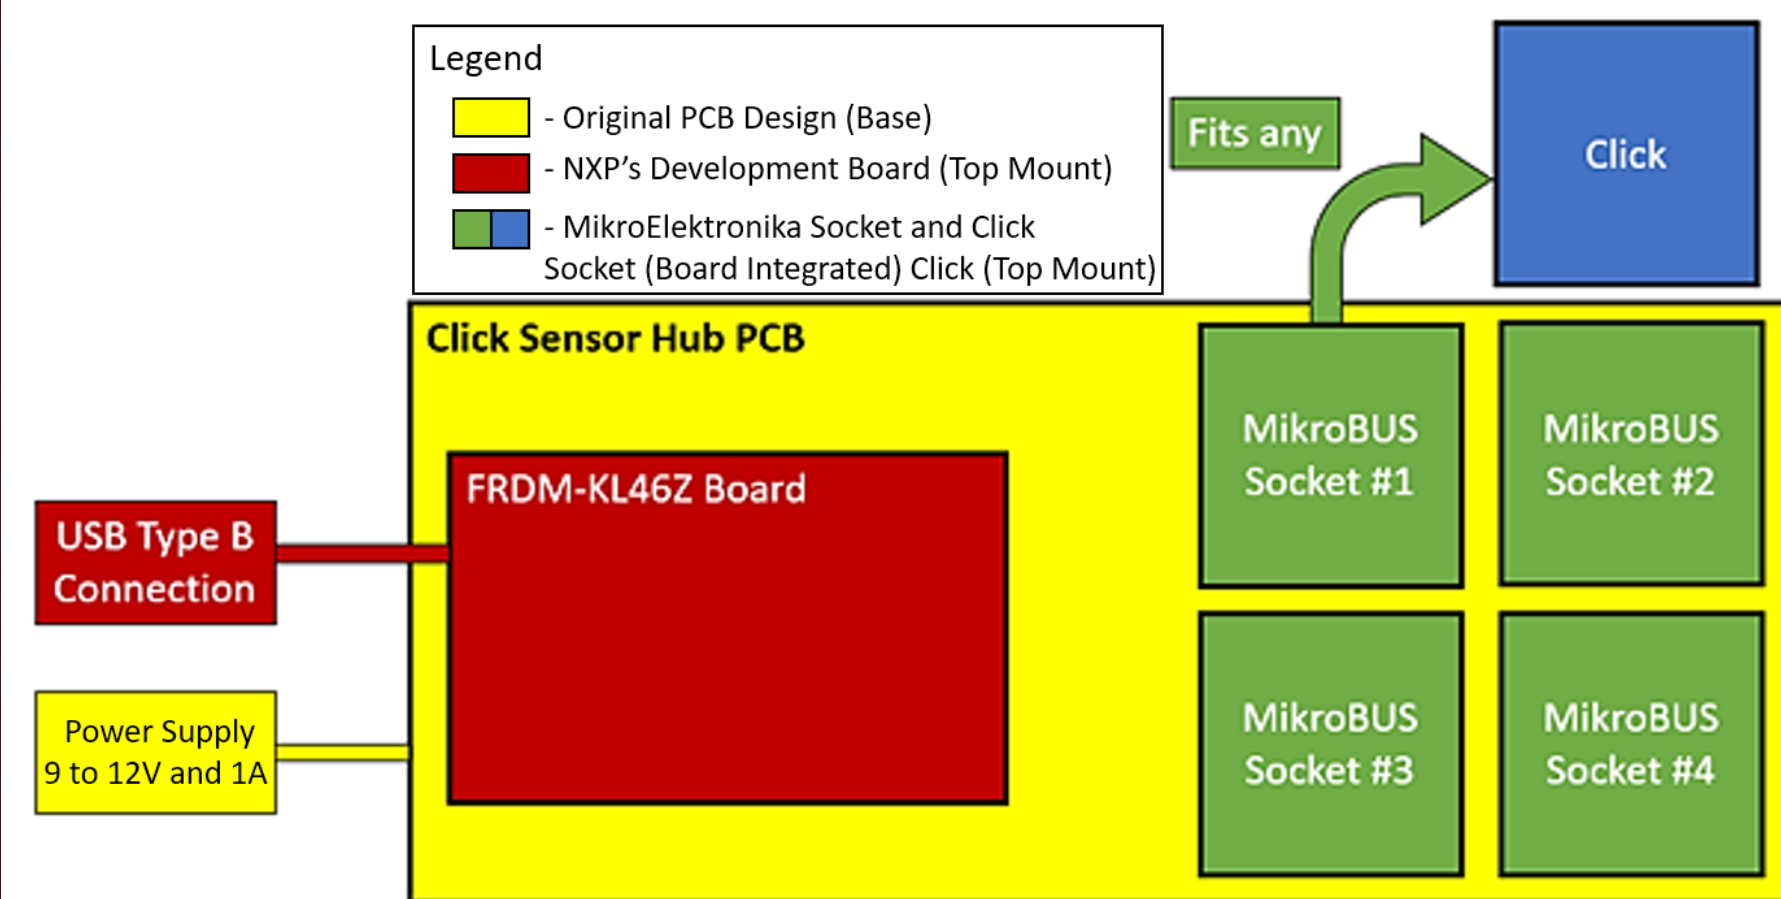 Legend
- Original PCB Design (Base)
- NXP’s Development Board (Top Mount)
- MikroElektronika Socket and Click
Socket (Board Integrated) Click (Top Mount)
Fits any
Click
Click Sensor Hub PCB
FRDM-KL46Z Board
USB Type B
Connection
Power Supply
9 to 12V and 1A
MikroBUS
Socket #1
MikroBUS
Socket #2
MikroBUS
Socket #3
MikroBUS
Socket #4